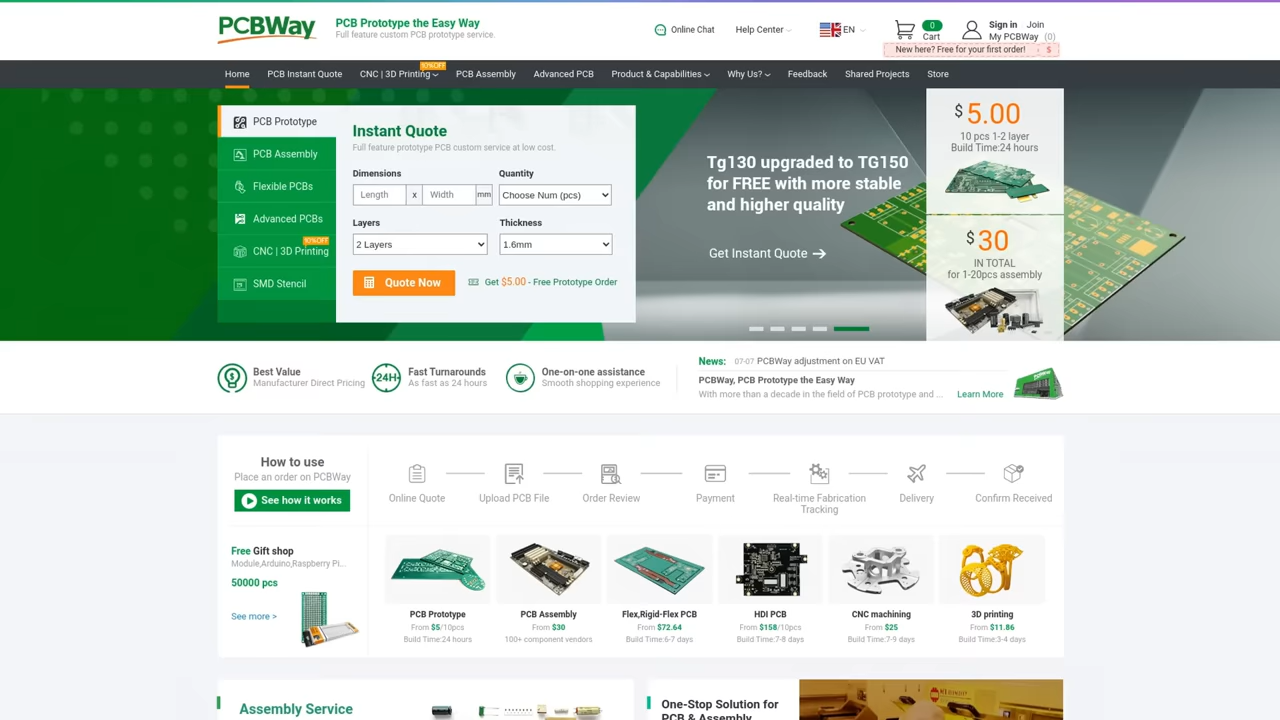 PCBWay
PCB Prototype the Easy Way
Full feature custom PCB prototype service.
Online Chat
Help Center
EN
0
Cart
Sign in Join
My PCBWay (0)
New here? Free for your first order! $
Home
PCB Instant Quote
CNC | 3D Printing
10%OFF
PCB Assembly
Advanced PCB
Product & Capabilities
Why Us?
Feedback
Shared Projects
Store
PCB Prototype
PCB Assembly
Flexible PCBs
Advanced PCBs
10%OFF
CNC | 3D Printing
SMD Stencil
Instant Quote
Full feature prototype PCB custom service at low cost.
Dimensions
Quantity
Length x Width mm
Choose Num (pcs)
Layers
Thickness
2 Layers
1.6mm
Quote Now
Get $5.00 - Free Prototype Order
Tg130 upgraded to TG150
for FREE with more stable
and higher quality
Get Instant Quote
$5.00
10 pcs 1-2 layer
Build Time:24 hours
$30
IN TOTAL
for 1-20pcs assembly
Best Value
Manufacturer Direct Pricing
24H
Fast Turnarounds
As fast as 24 hours
One-on-one assistance
Smooth shopping experience
News: 07-07 PCBWay adjustment on EU VAT
PCBWay, PCB Prototype the Easy Way
With more than a decade in the field of PCB prototype and ... Learn More
How to use
Place an order on PCBWay
See how it works
Online Quote
Upload PCB File
Order Review
Payment
Real-time Fabrication
Tracking
Delivery
Confirm Received
Free Gift shop
Module,Arduino,Raspberry Pi...
50000 pcs
See more >
PCB Prototype
From $5/10pcs
Build Time:24 hours
PCB Assembly
From $30
100+ component vendors
Flex,Rigid-Flex PCB
From $72.64
Build Time:6-7 days
HDI PCB
From $158/10pcs
Build Time:7-8 days
CNC machining
From $25
Build Time:7-9 days
3D printing
From $11.86
Build Time:3-4 days
Assembly Service
One-Stop Solution for
PCB & Assembly